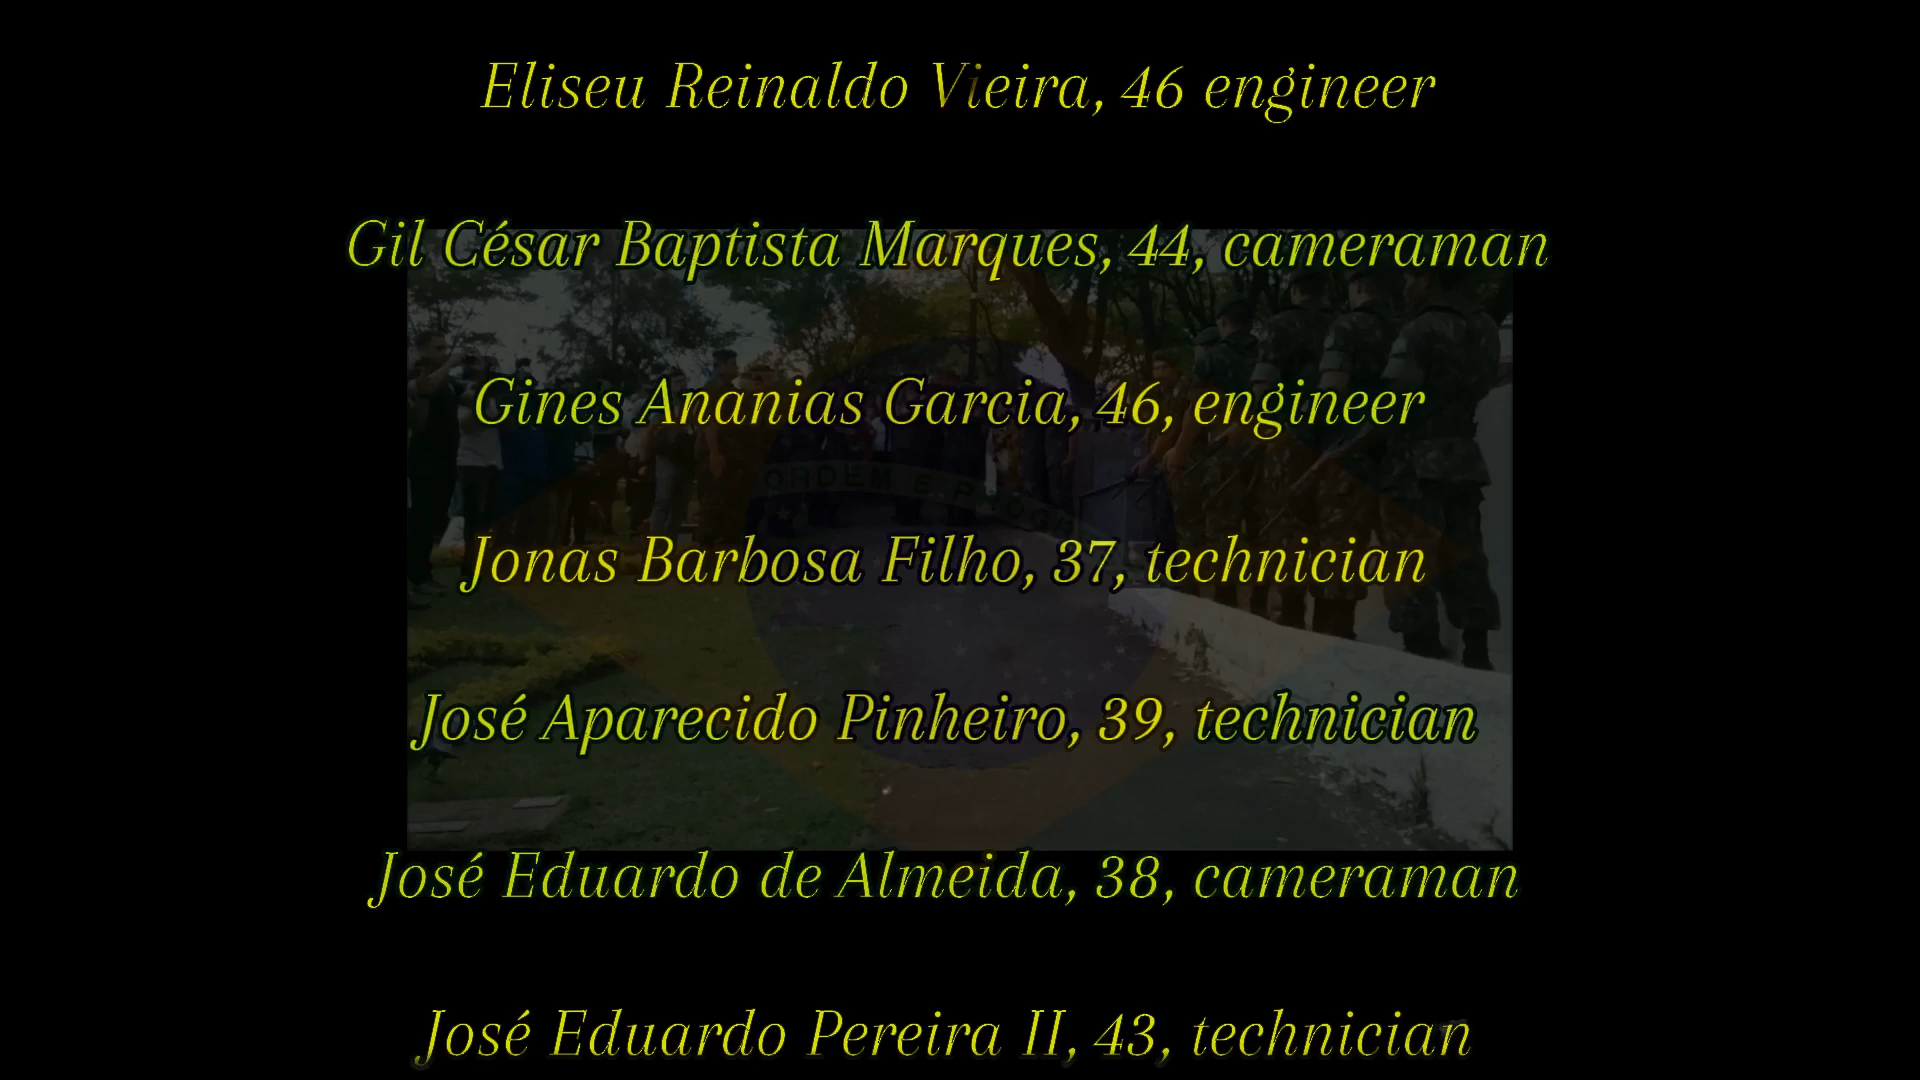 Eliseu Reinaldo Vieira, 46 engineer
Gil César Baptista Marques, 44, cameraman
Gines Ananias Garcia, 46, engineer
ORDEM E PROG
Jonas Barbosa Filho, 37, technician
José Aparecido Pinheiro, 39, technician
José Eduardo de Almeida, 38, cameraman
José Eduardo Pereira II, 43, technician